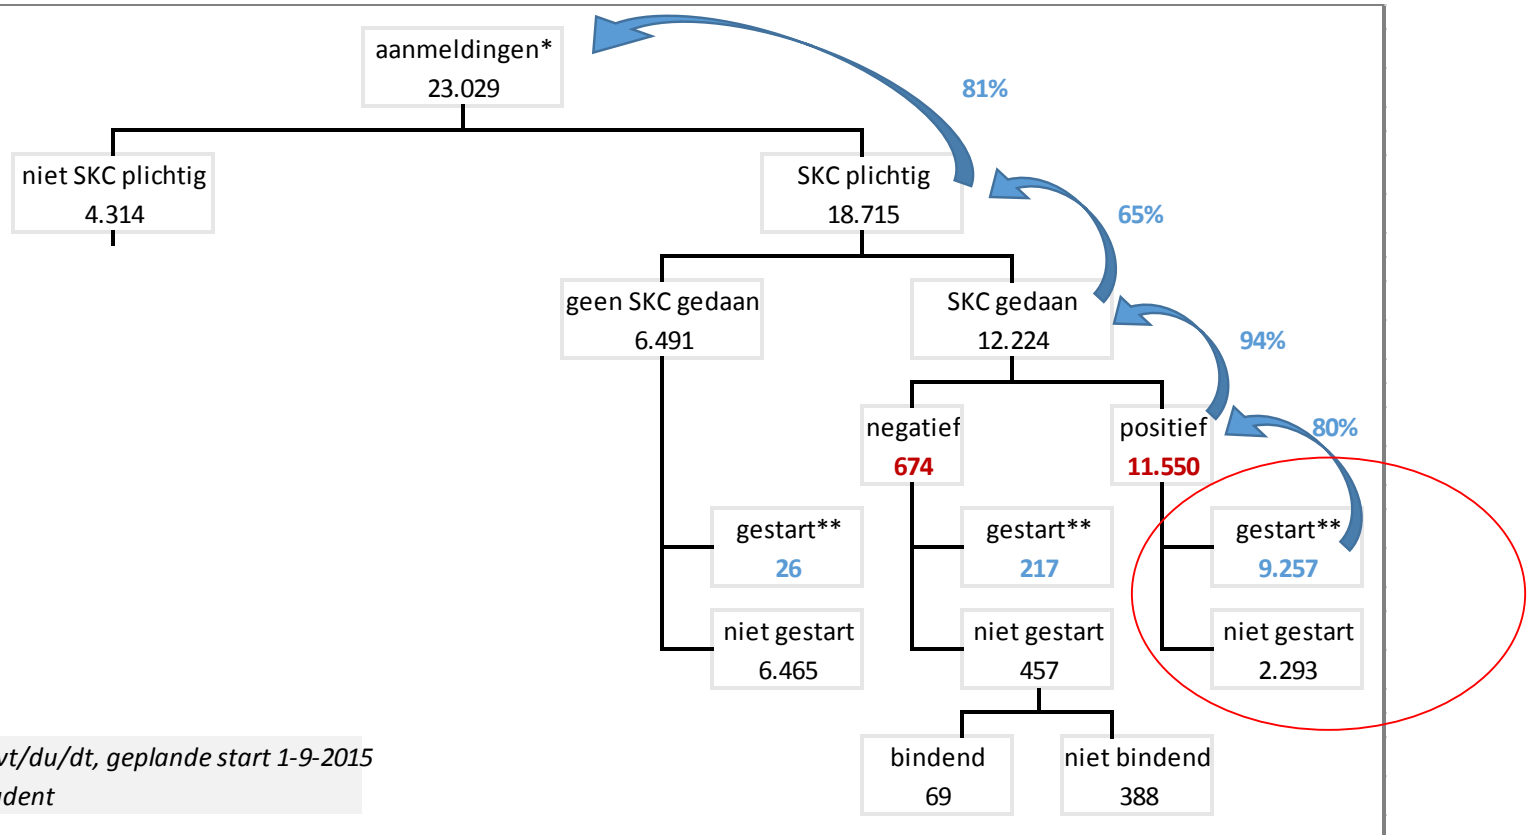 aanmeldingen*
23.029
81%
niet SKC plichtig
4.314
SKC plichtig
18.715
65%
geen SKC gedaan
6.491
SKC gedaan
12.224
94%
negatief
674
positief
11.550
80%
gestart**
26
gestart**
217
gestart**
9.257
niet gestart
6.465
niet gestart
457
niet gestart
2.293
bindend
69
niet bindend
388
vt/du/dt, geplande start 1-9-2015